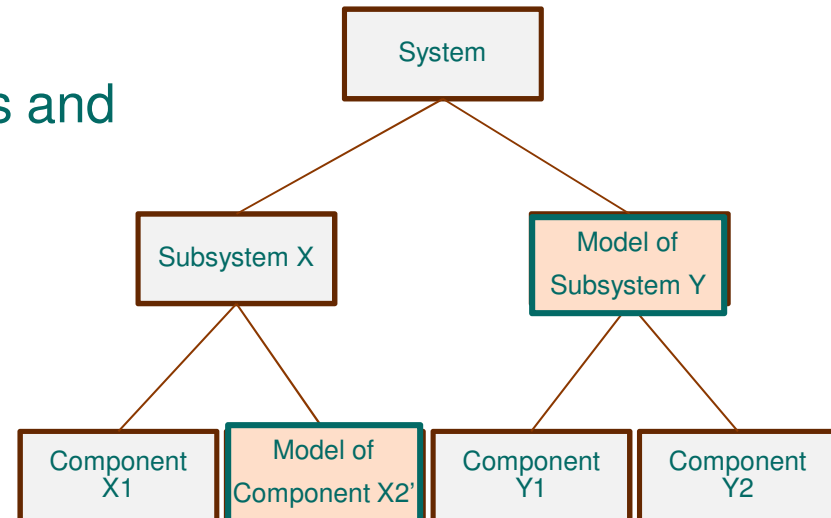 System
s and
Subsystem X
Model of
Subsystem Y
Component
X1
Model of
Component X2'
Component
Y1
Component
Y2